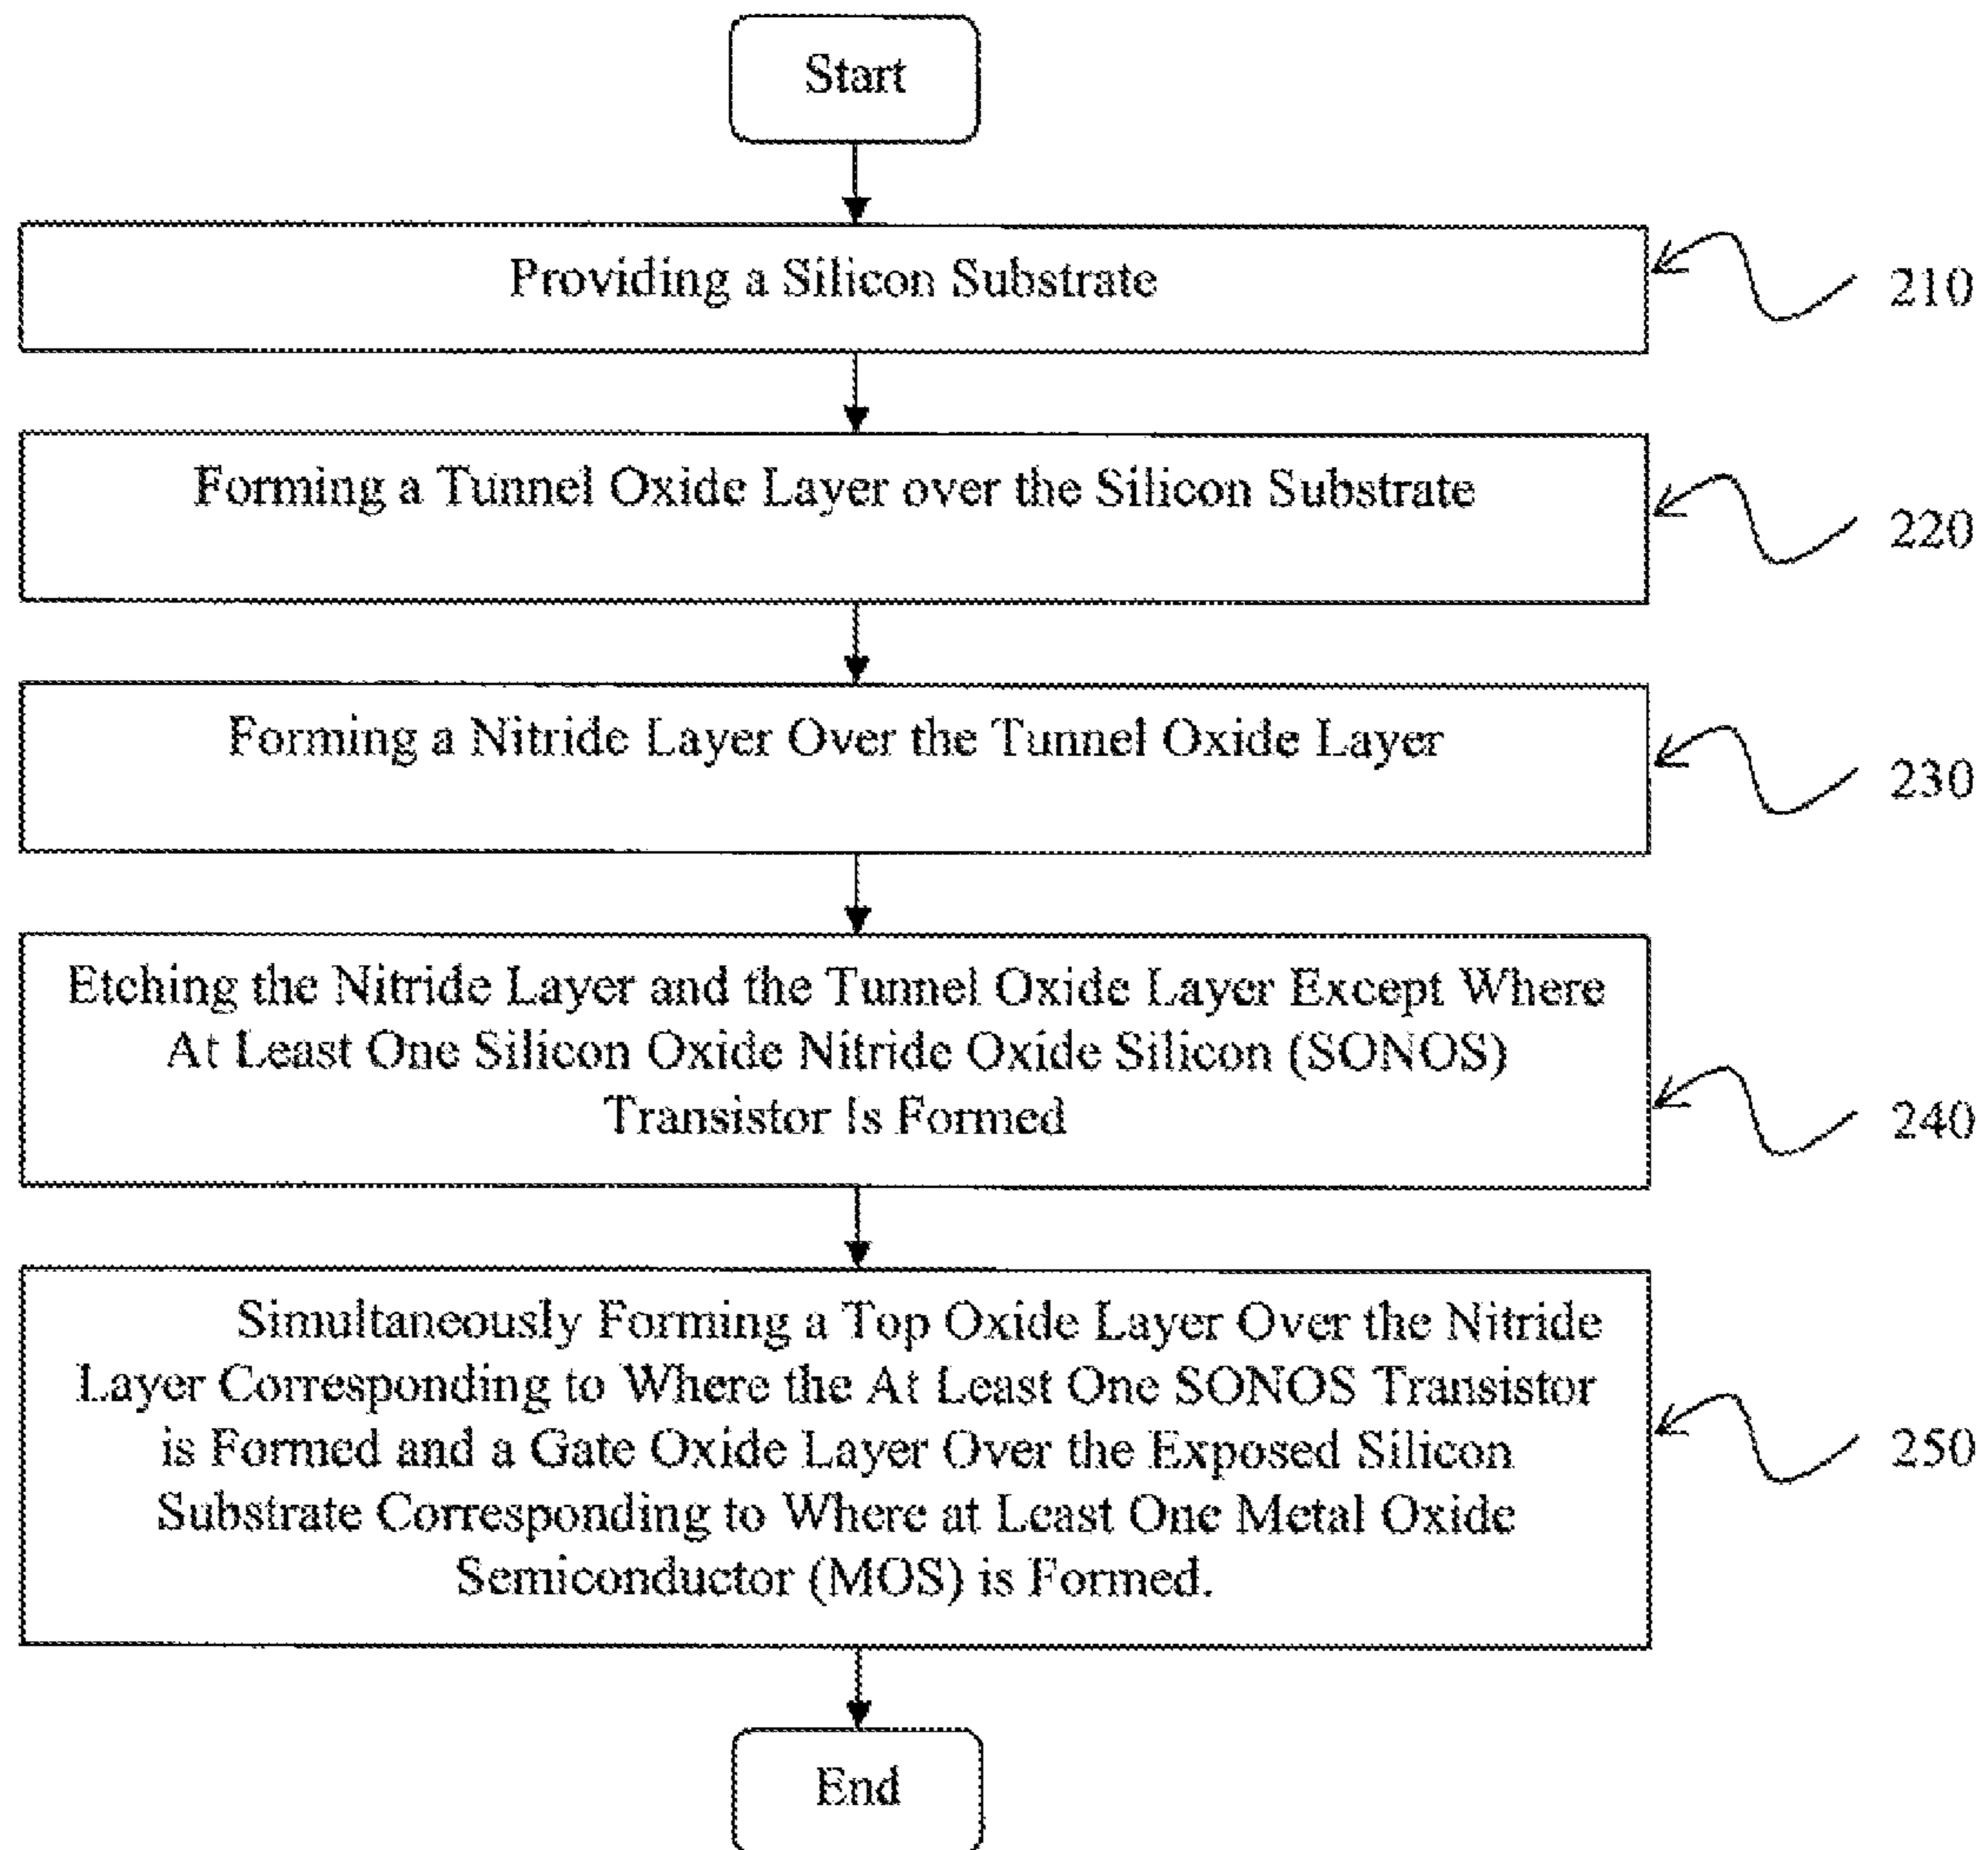 Start
Providing a Silicon Substrate
210
Forming a Tunnel Oxide Layer over the Silicon Substrate
220
Forming a Nitride Layer Over the Tunnel Oxide Layer
230
Etching the Nitride Layer and the Tunnel Oxide Layer Except Where
At Least One Silicon Oxide Nitride Oxide Silicon (SONOS)
Transistor Is Formed
240
Simultaneously Forming a Top Oxide Layer Over the Nitride
Layer Corresponding to Where the At Least One SONOS Transistor
is Formed and a Gate Oxide Layer Over the Exposed Silicon
Substrate Corresponding to Where at Least One Metal Oxide
Semiconductor (MOS) is Formed.
250
End